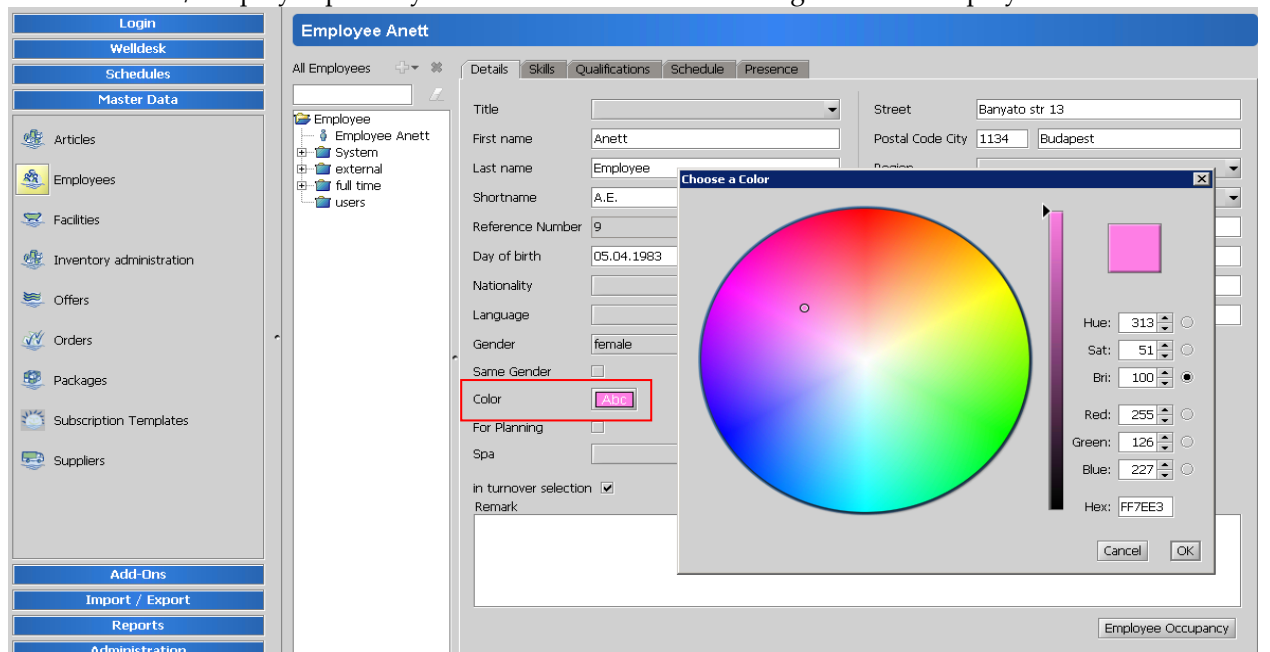 Login
Welldesk
Schedules
Master Data
Articles
Employees
Facilities
Inventory administration
Offers
Orders
Packages
Subscription Templates
Suppliers
Add-Ons
Import / Export
Reports
Administration
Employee Anett
All Employees
Employee
Employee Anett
System
external
full time
users
Details Skills Qualifications Schedule Presence
Title
First name Anett
Last name Employee
Shortname A.E.
Reference Number 9
Day of birth 05.04.1983
Nationality
Language
Gender female
Same Gender
Color Abc
For Planning
Spa
in turnover selection
Remark
Street Banyato str 13
Postal Code City 1134 Budapest
Region
Choose a Color
Hue: 313
Sat: 51
Bri: 100
Red: 255
Green: 126
Blue: 227
Hex: FF7EE3
Cancel OK
Employee Occupancy